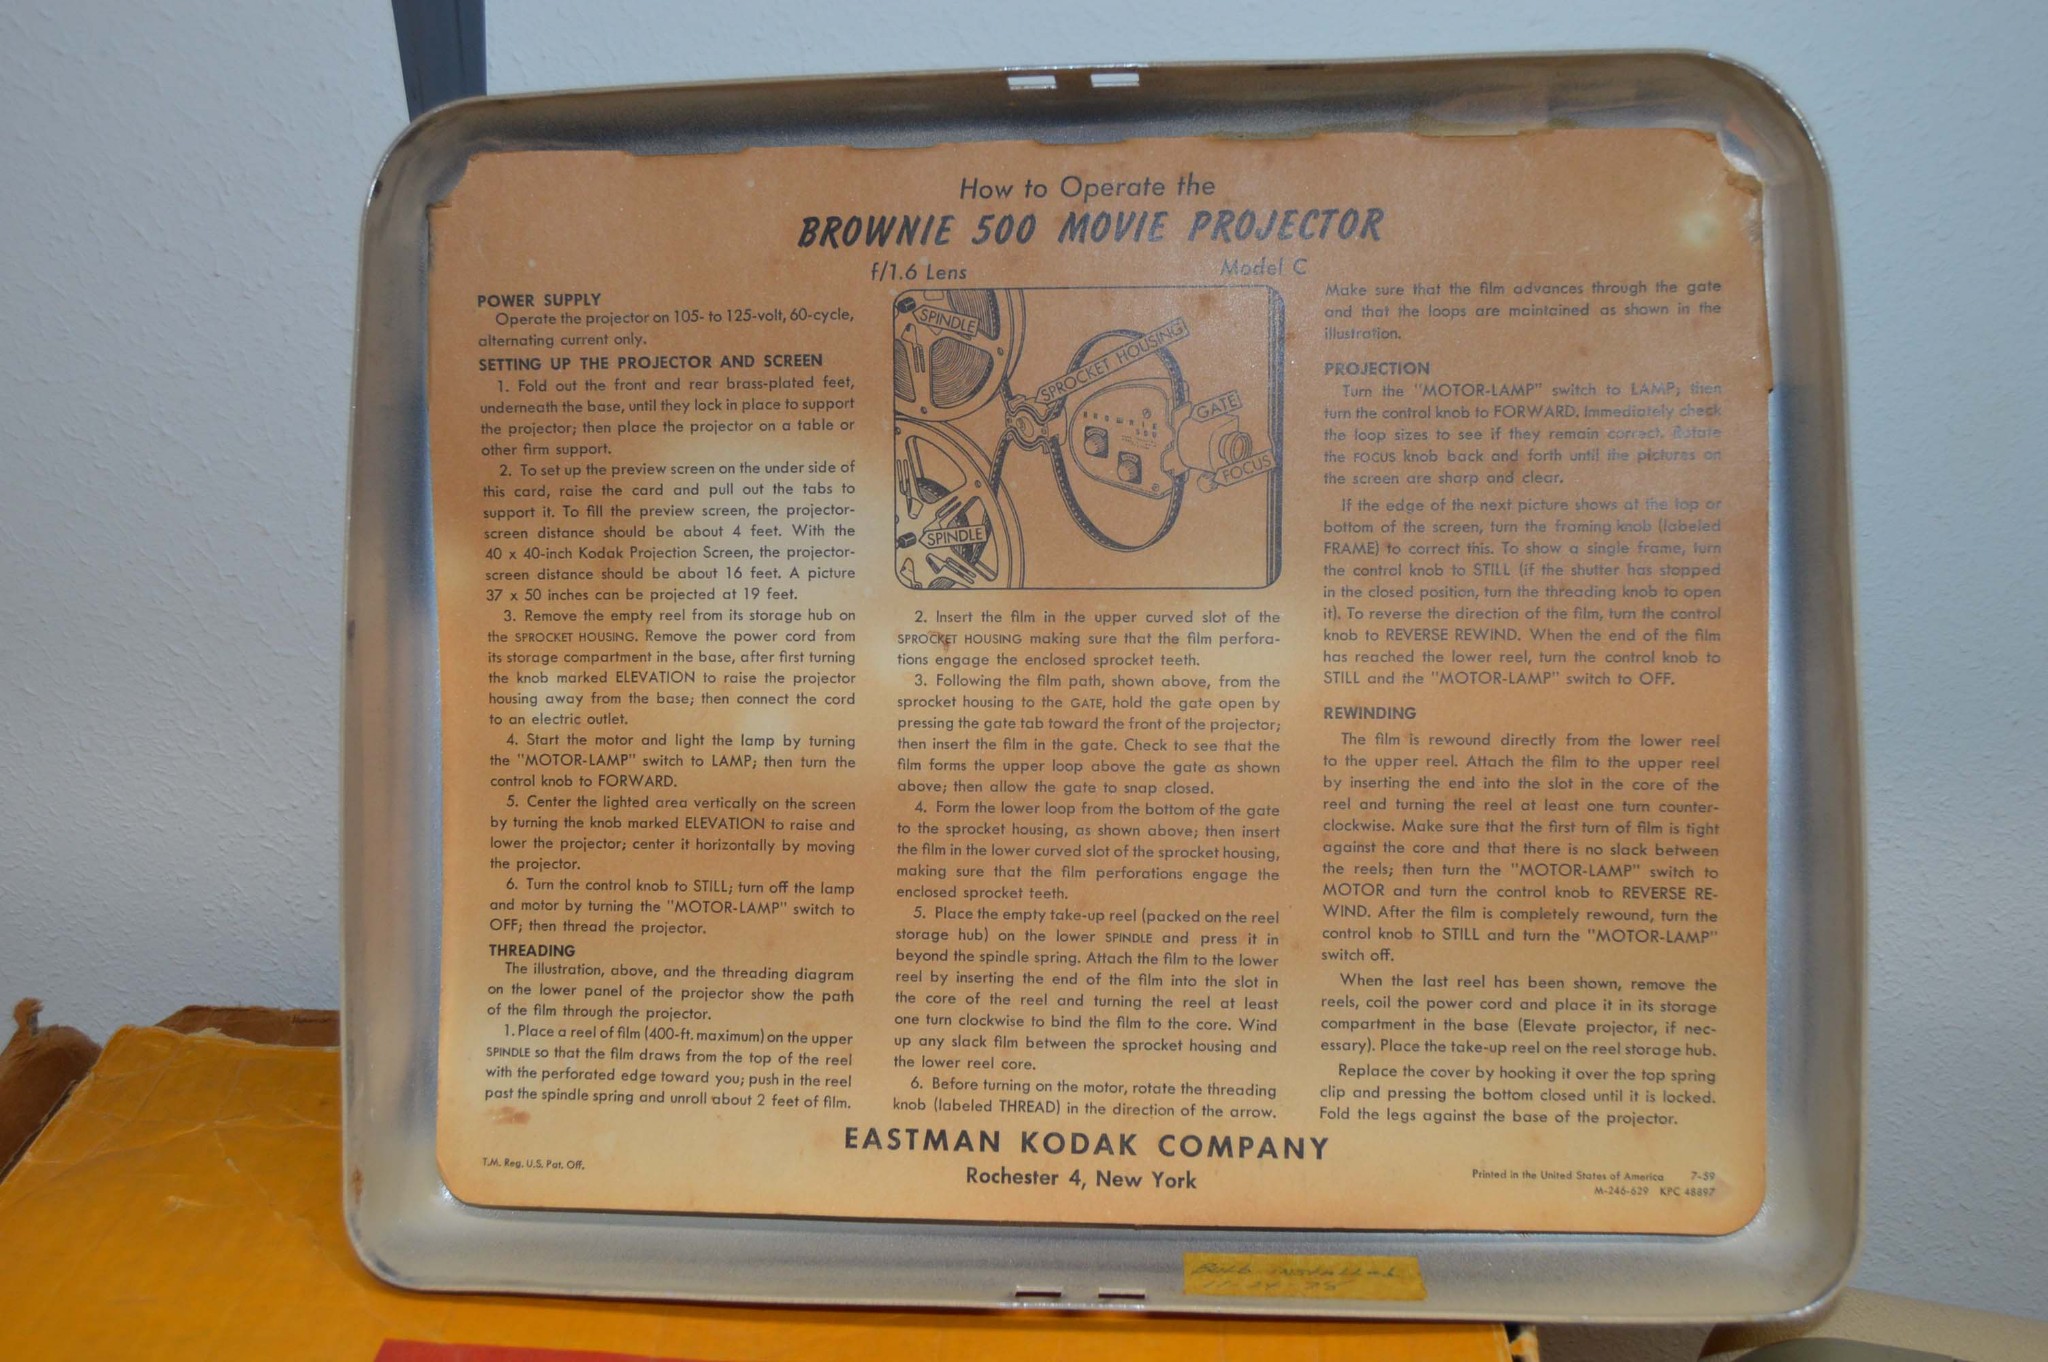 How to Operate the
BROWNIE 500 MOVIE PROJECTOR
f/1.6 Lens Model C
POWER SUPPLY
Operate the projector on 105- to 125-volt, 60-cycle,
alternating current only.
SETTING UP THE PROJECTOR AND SCREEN
1. Fold out the front and rear brass-plated feet,
underneath the base, until they lock in place to support
the projector; then place the projector on a table or
other firm support.
2. To set up the preview screen on the under side of
this card, raise the card and pull out the tabs to
support it. To fill the preview screen, the projector-
screen distance should be about 4 feet. With the
40 x 40-inch Kodak Projection Screen, the projector-
screen distance should be about 16 feet. A picture
37 x 50 inches can be projected at 19 feet.
3. Remove the empty reel from its storage hub on
the SPROCKET HOUSING. Remove the power cord from
its storage compartment in the base, after first turning
the knob marked ELEVATION to raise the projector
housing away from the base; then connect the cord
to an electric outlet.
4. Start the motor and light the lamp by turning
the "MOTOR-LAMP" switch to LAMP; then turn the
control knob to FORWARD.
5. Center the lighted area vertically on the screen
by turning the knob marked ELEVATION to raise and
lower the projector; center it horizontally by moving
the projector.
6. Turn the control knob to STILL; turn off the lamp
and motor by turning the "MOTOR-LAMP" switch to
OFF; then thread the projector.
THREADING
The illustration, above, and the threading diagram
on the lower panel of the projector show the path
of the film through the projector.
1. Place a reel of film (400-ft. maximum) on the upper
SPINDLE so that the film draws from the top of the reel
with the perforated edge toward you; push in the reel
past the spindle spring and unroll about 2 feet of film.
SPINDLE
SPROCKET HOUSING
GATE
BROWNIE
500
FOCUS
SPINDLE
2. Insert the film in the upper curved slot of the
SPROCKET HOUSING making sure that the film perfora-
tions engage the enclosed sprocket teeth.
3. Following the film path, shown above, from the
sprocket housing to the GATE, hold the gate open by
pressing the gate tab toward the front of the projector;
then insert the film in the gate. Check to see that the
film forms the upper loop above the gate as shown
above; then allow the gate to snap closed.
4. Form the lower loop from the bottom of the gate
to the sprocket housing, as shown above; then insert
the film in the lower curved slot of the sprocket housing,
making sure that the film perforations engage the
enclosed sprocket teeth.
5. Place the empty take-up reel (packed on the reel
storage hub) on the lower SPINDLE and press it in
beyond the spindle spring. Attach the film to the lower
reel by inserting the end of the film into the slot in
the core of the reel and turning the reel at least
one turn clockwise to bind the film to the core. Wind
up any slack film between the sprocket housing and
the lower reel core.
6. Before turning on the motor, rotate the threading
knob (labeled THREAD) in the direction of the arrow.
Make sure that the film advances through the gate
and that the loops are maintained as shown in the
illustration.
PROJECTION
Turn the "MOTOR-LAMP" switch to LAMP; then
turn the control knob to FORWARD. Immediately check
the loop sizes to see if they remain correct. Rotate
the FOCUS knob back and forth until the pictures on
the screen are sharp and clear.
If the edge of the next picture shows at the top or
bottom of the screen, turn the framing knob (labeled
FRAME) to correct this. To show a single frame, turn
the control knob to STILL (if the shutter has stopped
in the closed position, turn the threading knob to open
it). To reverse the direction of the film, turn the control
knob to REVERSE REWIND. When the end of the film
has reached the lower reel, turn the control knob to
STILL and the "MOTOR-LAMP" switch to OFF.
REWINDING
The film is rewound directly from the lower reel
to the upper reel. Attach the film to the upper reel
by inserting the end into the slot in the core of the
reel and turning the reel at least one turn counter-
clockwise. Make sure that the first turn of film is tight
against the core and that there is no slack between
the reels; then turn the "MOTOR-LAMP" switch to
MOTOR and turn the control knob to REVERSE RE-
WIND. After the film is completely rewound, turn the
control knob to STILL and turn the "MOTOR-LAMP"
switch off.
When the last reel has been shown, remove the
reels, coil the power cord and place it in its storage
compartment in the base (Elevate projector, if nec-
essary). Place the take-up reel on the reel storage hub.
Replace the cover by hooking it over the top spring
clip and pressing the bottom closed until it is locked.
Fold the legs against the base of the projector.
EASTMAN KODAK COMPANY
Rochester 4, New York
T.M. Reg. U.S. Pat. Off.
Printed in the United States of America 7-59
M-246-629 KPC 48897
Bulb installed